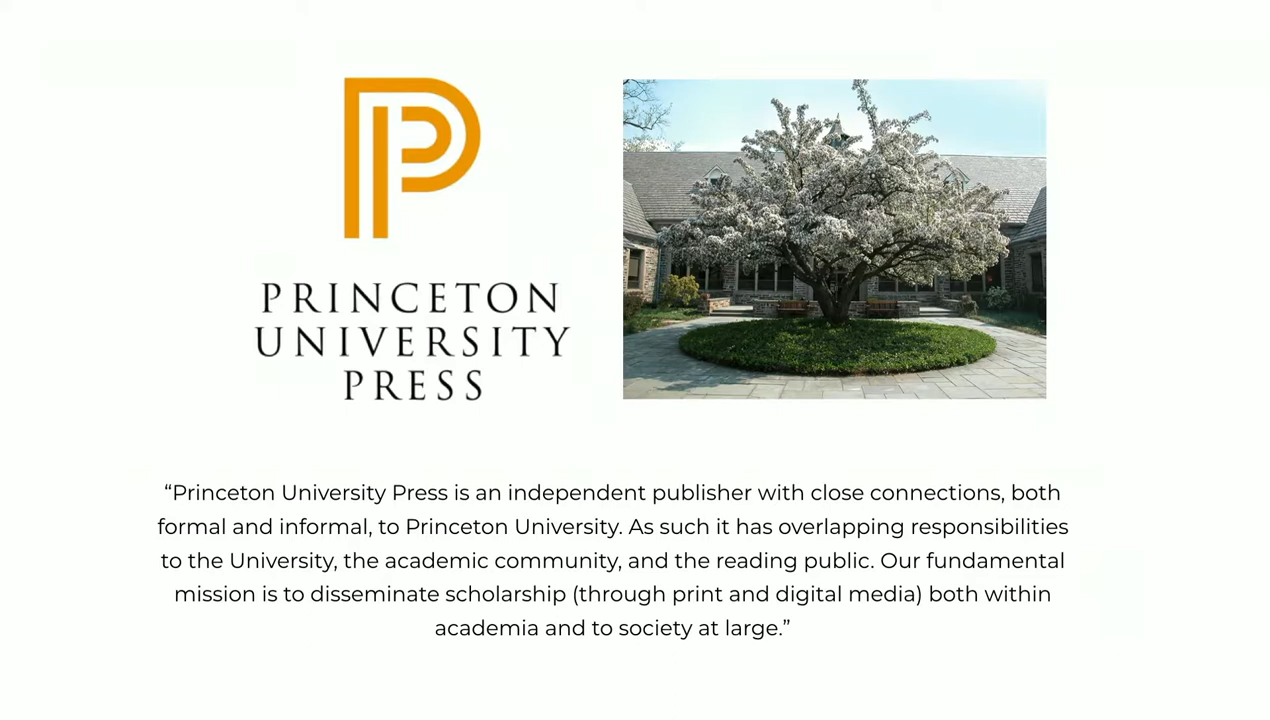 PRINCETON
UNIVERSITY
PRESS
“Princeton University Press is an independent publisher with close connections, both
formal and informal, to Princeton University. As such it has overlapping responsibilities
to the University, the academic community, and the reading public. Our fundamental
mission is to disseminate scholarship (through print and digital media) both within
academia and to society at large.”